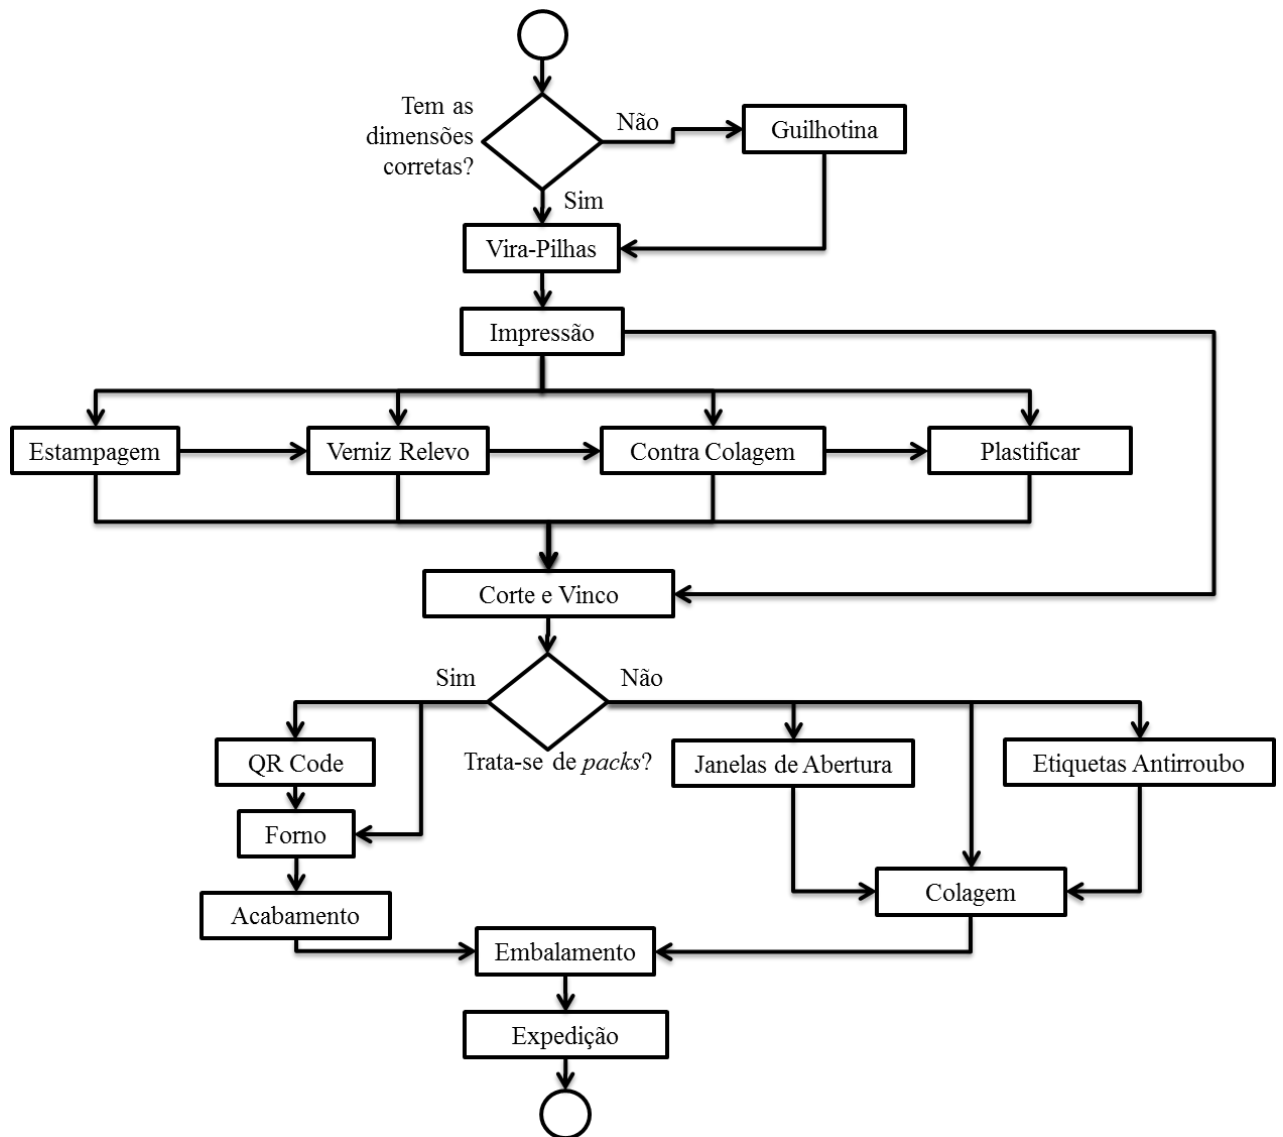 Tem as
dimensões
corretas?
Não
Guilhotina
Sim
Vira-Pilhas
Impressão
Estampagem
Verniz Relevo
Contra Colagem
Plastificar
Corte e Vinco
Sim
Não
QR Code
Trata-se de packs?
Janelas de Abertura
Etiquetas Antirroubo
Forno
Acabamento
Colagem
Embalamento
Expedição